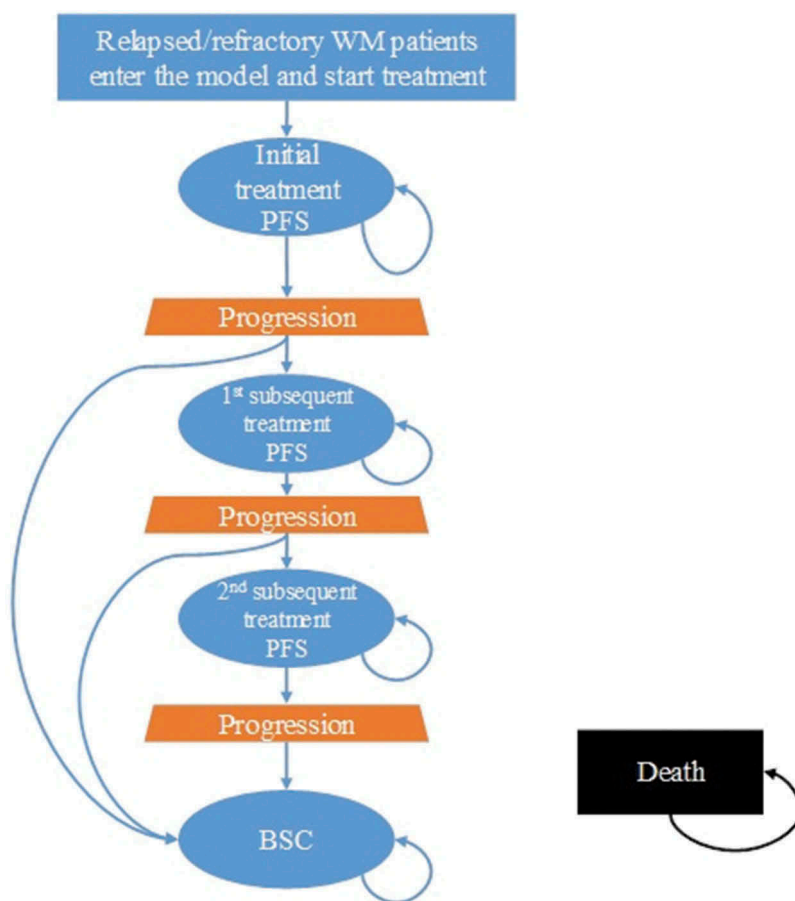 Relapsed/refractory WM patients
enter the model and start treatment
Initial
treatment
PFS
Progression
1st subsequent
treatment
PFS
Progression
2nd subsequent
treatment
PFS
Progression
BSC
Death